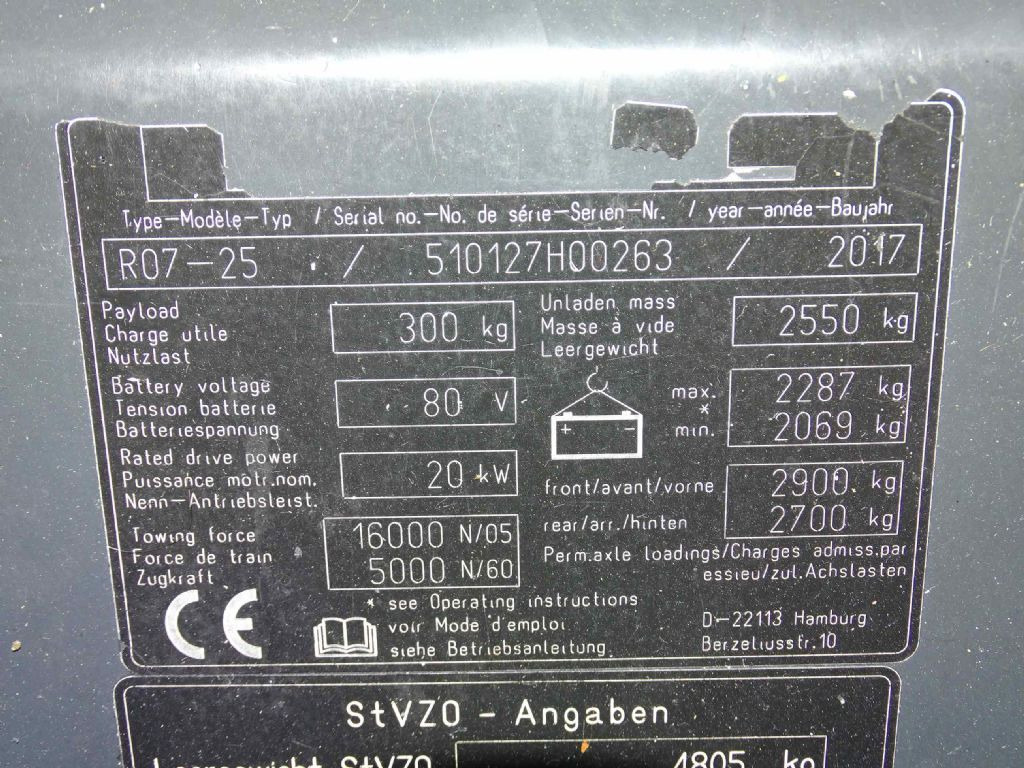 Type-Modèle-Typ / Serial no.-No. de série-Serien-Nr. / year-année-Baujahr
R07-25 / 510127H00263 / 2017
Payload
Charge utile
Nutzlast
300 kg
Unladen mass
Masse à vide
Leergewicht
2550 kg
Battery voltage
Tension batterie
Batteriespannung
80 V
+ -
max. 2287 kg
*
min. 2069 kg
Rated drive power
Puissance motr.nom.
Nenn-Antriebsleist.
20 kW
front/avant/vorne 2900 kg
rear/arr./hinten 2700 kg
Perm.axle loadings/Charges admiss.par
essieu/zul.Achslasten
Towing force
Force de train
Zugkraft
16000 N/05
5000 N/60
CE
* see Operating instructions
voir Mode d'emploi
siehe Betriebsanleitung
D-22113 Hamburg
Berzeliusstr.10
StVZO - Angaben
Leergewicht StVZO 4805 kg